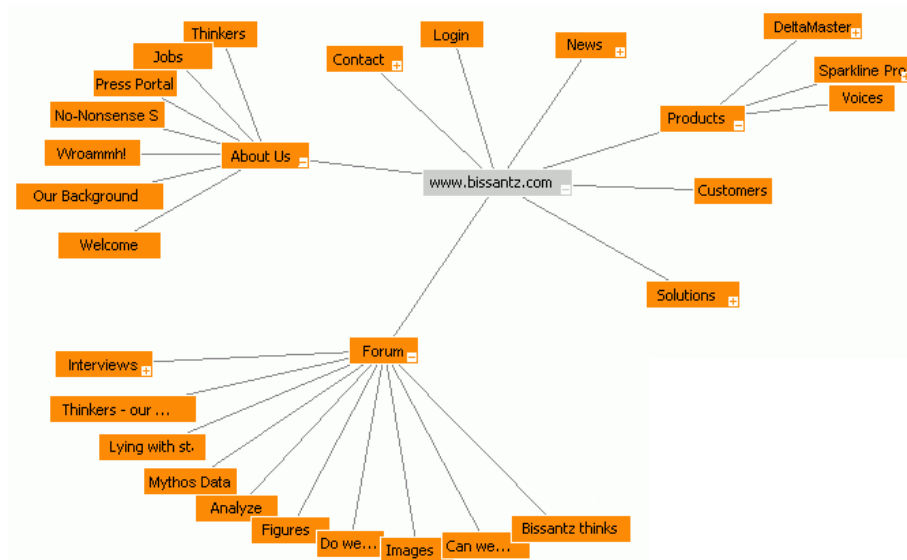 Thinkers
Login
DeltaMaster
Jobs
Contact
News
Press Portal
Sparkline Pro
No-Nonsense S
Voices
Products
Wroammh!
About Us
www.bissantz.com
Our Background
Customers
Welcome
Solutions
Forum
Interviews
Thinkers - our ...
Lying with st
Mythos Data
Analyze
Figures
Bissantz thinks
Do we...
Images
Can we...